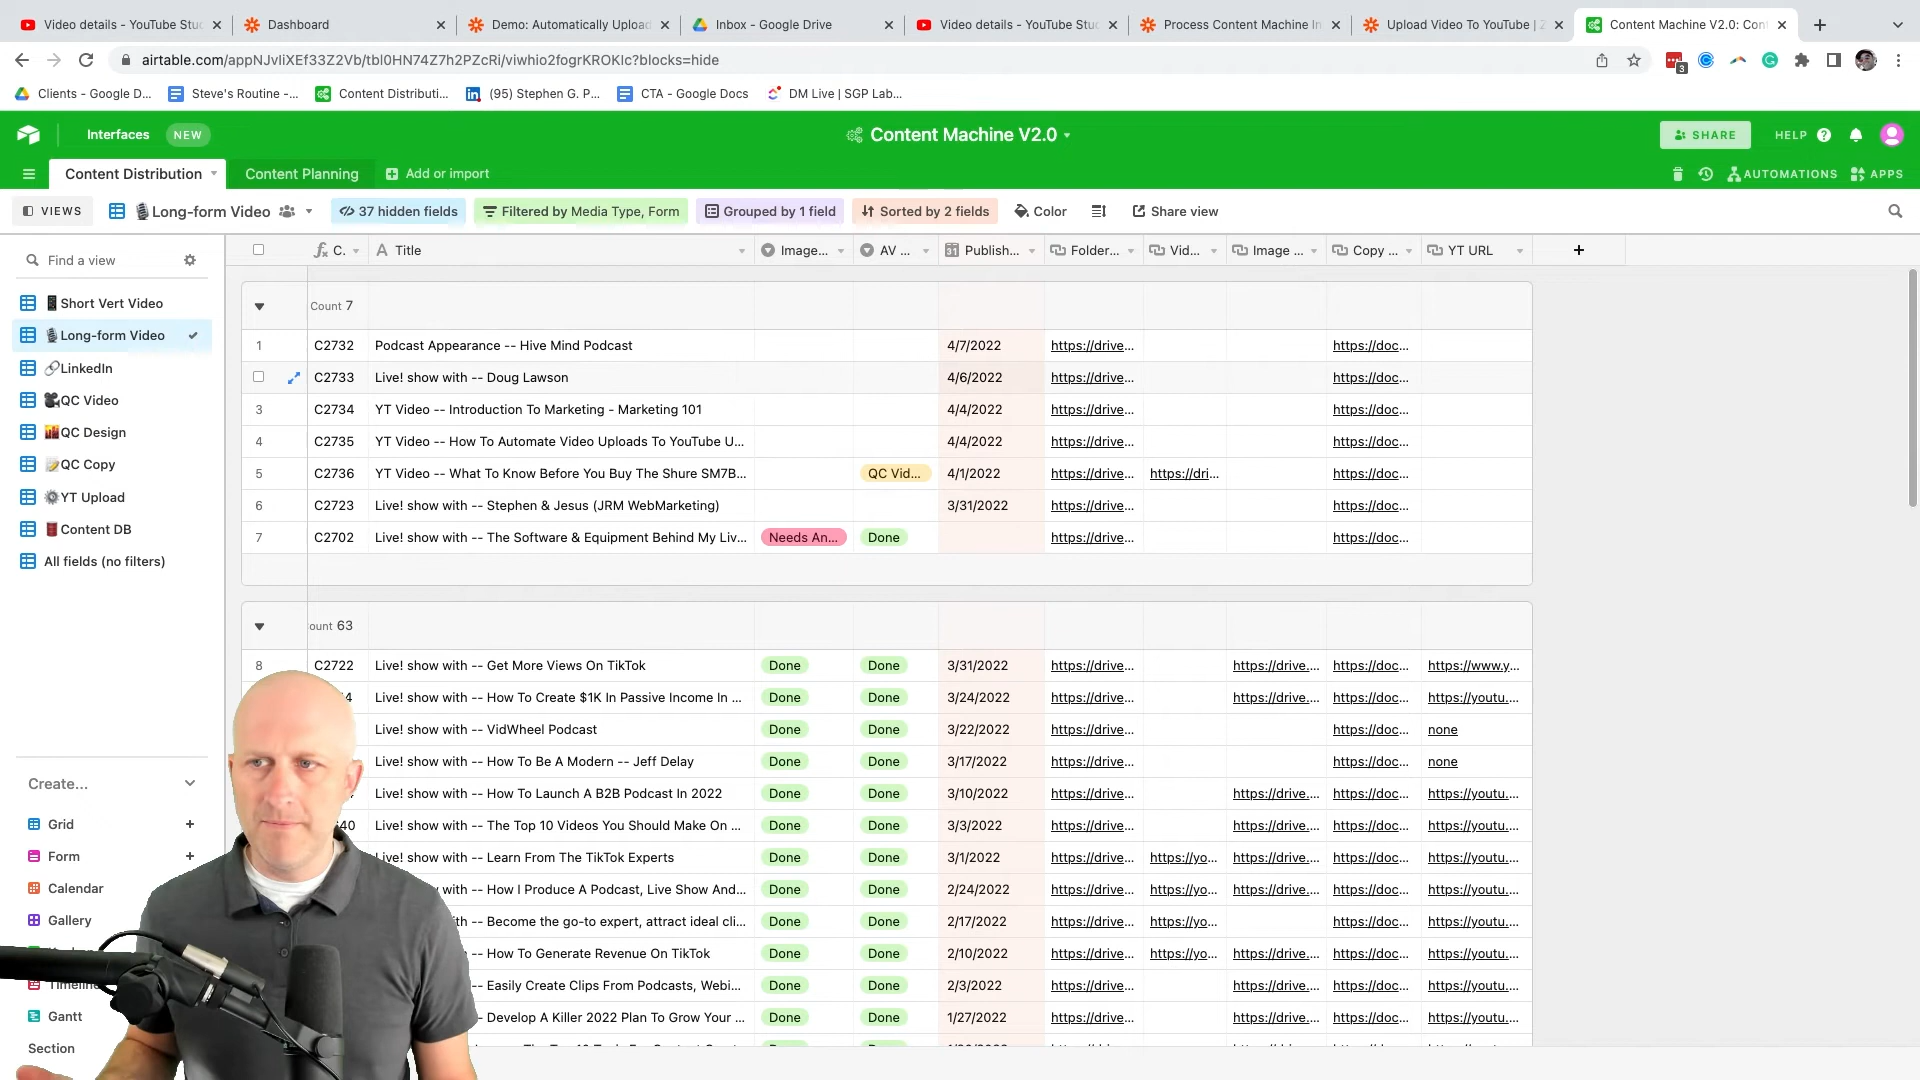 Video details - YouTube Stu
Dashboard
Demo: Automatically Upload
Inbox - Google Drive
Video details - YouTube Stu
Process Content Machine In
Upload Video To YouTube | Z
Content Machine V2.0: Con
airtable.com/appNJvIiXEf33Z2Vb/tbl0HN74Z7h2PZcRi/viwhio2fogrKROKIc?blocks=hide
3
Clients - Google D...
Steve's Routine -...
Content Distributi...
(95) Stephen G. P...
CTA - Google Docs
DM Live | SGP Lab...
Interfaces NEW
Content Machine V2.0
SHARE
HELP
Content Distribution
Content Planning
Add or import
AUTOMATIONS
APPS
VIEWS
Long-form Video
37 hidden fields
Filtered by Media Type, Form
Grouped by 1 field
Sorted by 2 fields
Color
Share view
Find a view
C. Title Image... AV ... Publish... Folder... Vid... Image ... Copy ... YT URL
Short Vert Video
Long-form Video
LinkedIn
QC Video
QC Design
QC Copy
YT Upload
Content DB
All fields (no filters)
Create...
Grid
Form
Calendar
Gallery
Timeline
Gantt
Section
Count 7
1 C2732 Podcast Appearance -- Hive Mind Podcast 4/7/2022 https://drive... https://doc...
C2733 Live! show with -- Doug Lawson 4/6/2022 https://drive... https://doc...
3 C2734 YT Video -- Introduction To Marketing - Marketing 101 4/4/2022 https://drive... https://doc...
4 C2735 YT Video -- How To Automate Video Uploads To YouTube U... 4/4/2022 https://drive... https://doc...
5 C2736 YT Video -- What To Know Before You Buy The Shure SM7B... QC Vid... 4/1/2022 https://drive... https://dri... https://doc...
6 C2723 Live! show with -- Stephen & Jesus (JRM WebMarketing) 3/31/2022 https://drive... https://doc...
7 C2702 Live! show with -- The Software & Equipment Behind My Liv... Needs An... Done https://drive... https://doc...
ount 63
8 C2722 Live! show with -- Get More Views On TikTok Done Done 3/31/2022 https://drive... https://drive.... https://doc... https://www.y...
4 Live! show with -- How To Create $1K In Passive Income In ... Done Done 3/24/2022 https://drive... https://drive.... https://doc... https://youtu....
Live! show with -- VidWheel Podcast Done Done 3/22/2022 https://drive... https://doc... none
Live! show with -- How To Be A Modern -- Jeff Delay Done Done 3/17/2022 https://drive... https://doc... none
Live! show with -- How To Launch A B2B Podcast In 2022 Done Done 3/10/2022 https://drive... https://drive.... https://doc... https://youtu....
40 Live! show with -- The Top 10 Videos You Should Make On ... Done Done 3/3/2022 https://drive... https://drive.... https://doc... https://youtu....
Live! show with -- Learn From The TikTok Experts Done Done 3/1/2022 https://drive... https://yo... https://drive.... https://doc... https://youtu....
with -- How I Produce A Podcast, Live Show And... Done Done 2/24/2022 https://drive... https://yo... https://drive.... https://doc... https://youtu....
th -- Become the go-to expert, attract ideal cli... Done Done 2/17/2022 https://drive... https://yo... https://doc... https://youtu....
-- How To Generate Revenue On TikTok Done Done 2/10/2022 https://drive... https://yo... https://drive.... https://doc... https://youtu....
-- Easily Create Clips From Podcasts, Webi... Done Done 2/3/2022 https://drive... https://drive.... https://doc... https://youtu....
- Develop A Killer 2022 Plan To Grow Your ... Done Done 1/27/2022 https://drive... https://drive.... https://doc... https://youtu....